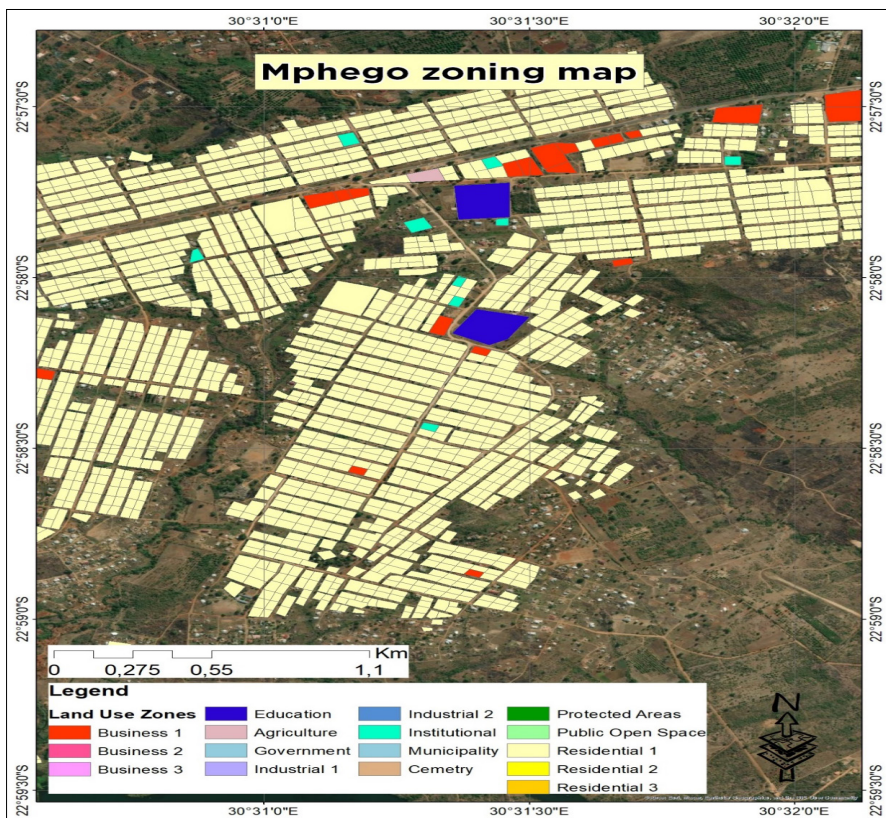 30°31'0"E 30°31'30"E 30°32'0"E
Mphego zoning map
22°57'30"S 22°57'30"S
22°58'0"S 22°58'0"S
22°58'30"S 22°58'30"S
22°59'0"S 22°59'0"S
22°59'30"S 22°59'30"S
Km
0 0,275 0,55 1,1
Legend
Land Use Zones
Business 1
Business 2
Business 3
Education
Agriculture
Government
Industrial 1
Industrial 2
Institutional
Municipality
Cemetry
Protected Areas
Public Open Space
Residential 1
Residential 2
Residential 3
N
30°31'0"E 30°31'30"E 30°32'0"E